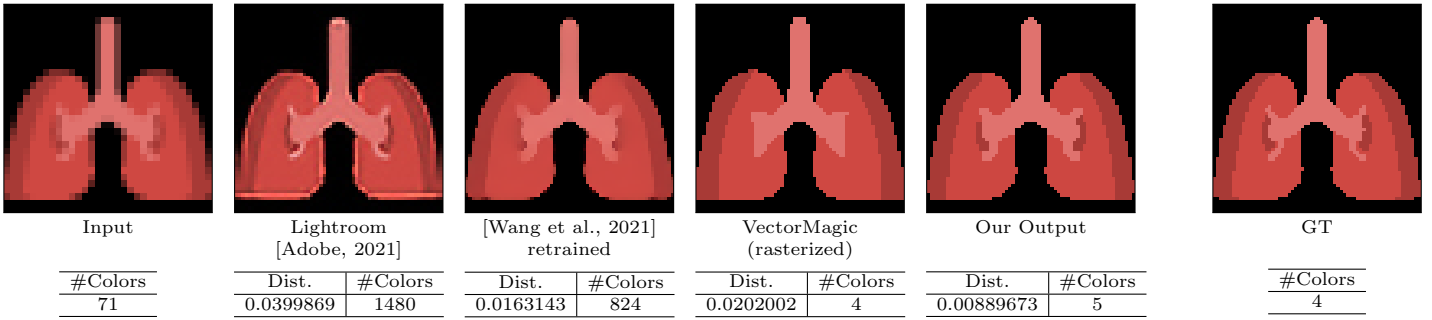 Input
Lightroom
[Adobe, 2021]
[Wang et al., 2021]
retrained
VectorMagic
(rasterized)
Our Output
GT
#Colors
71
Dist. #Colors
0.0399869 1480
Dist. #Colors
0.0163143 824
Dist. #Colors
0.0202002 4
Dist. #Colors
0.00889673 5
#Colors
4